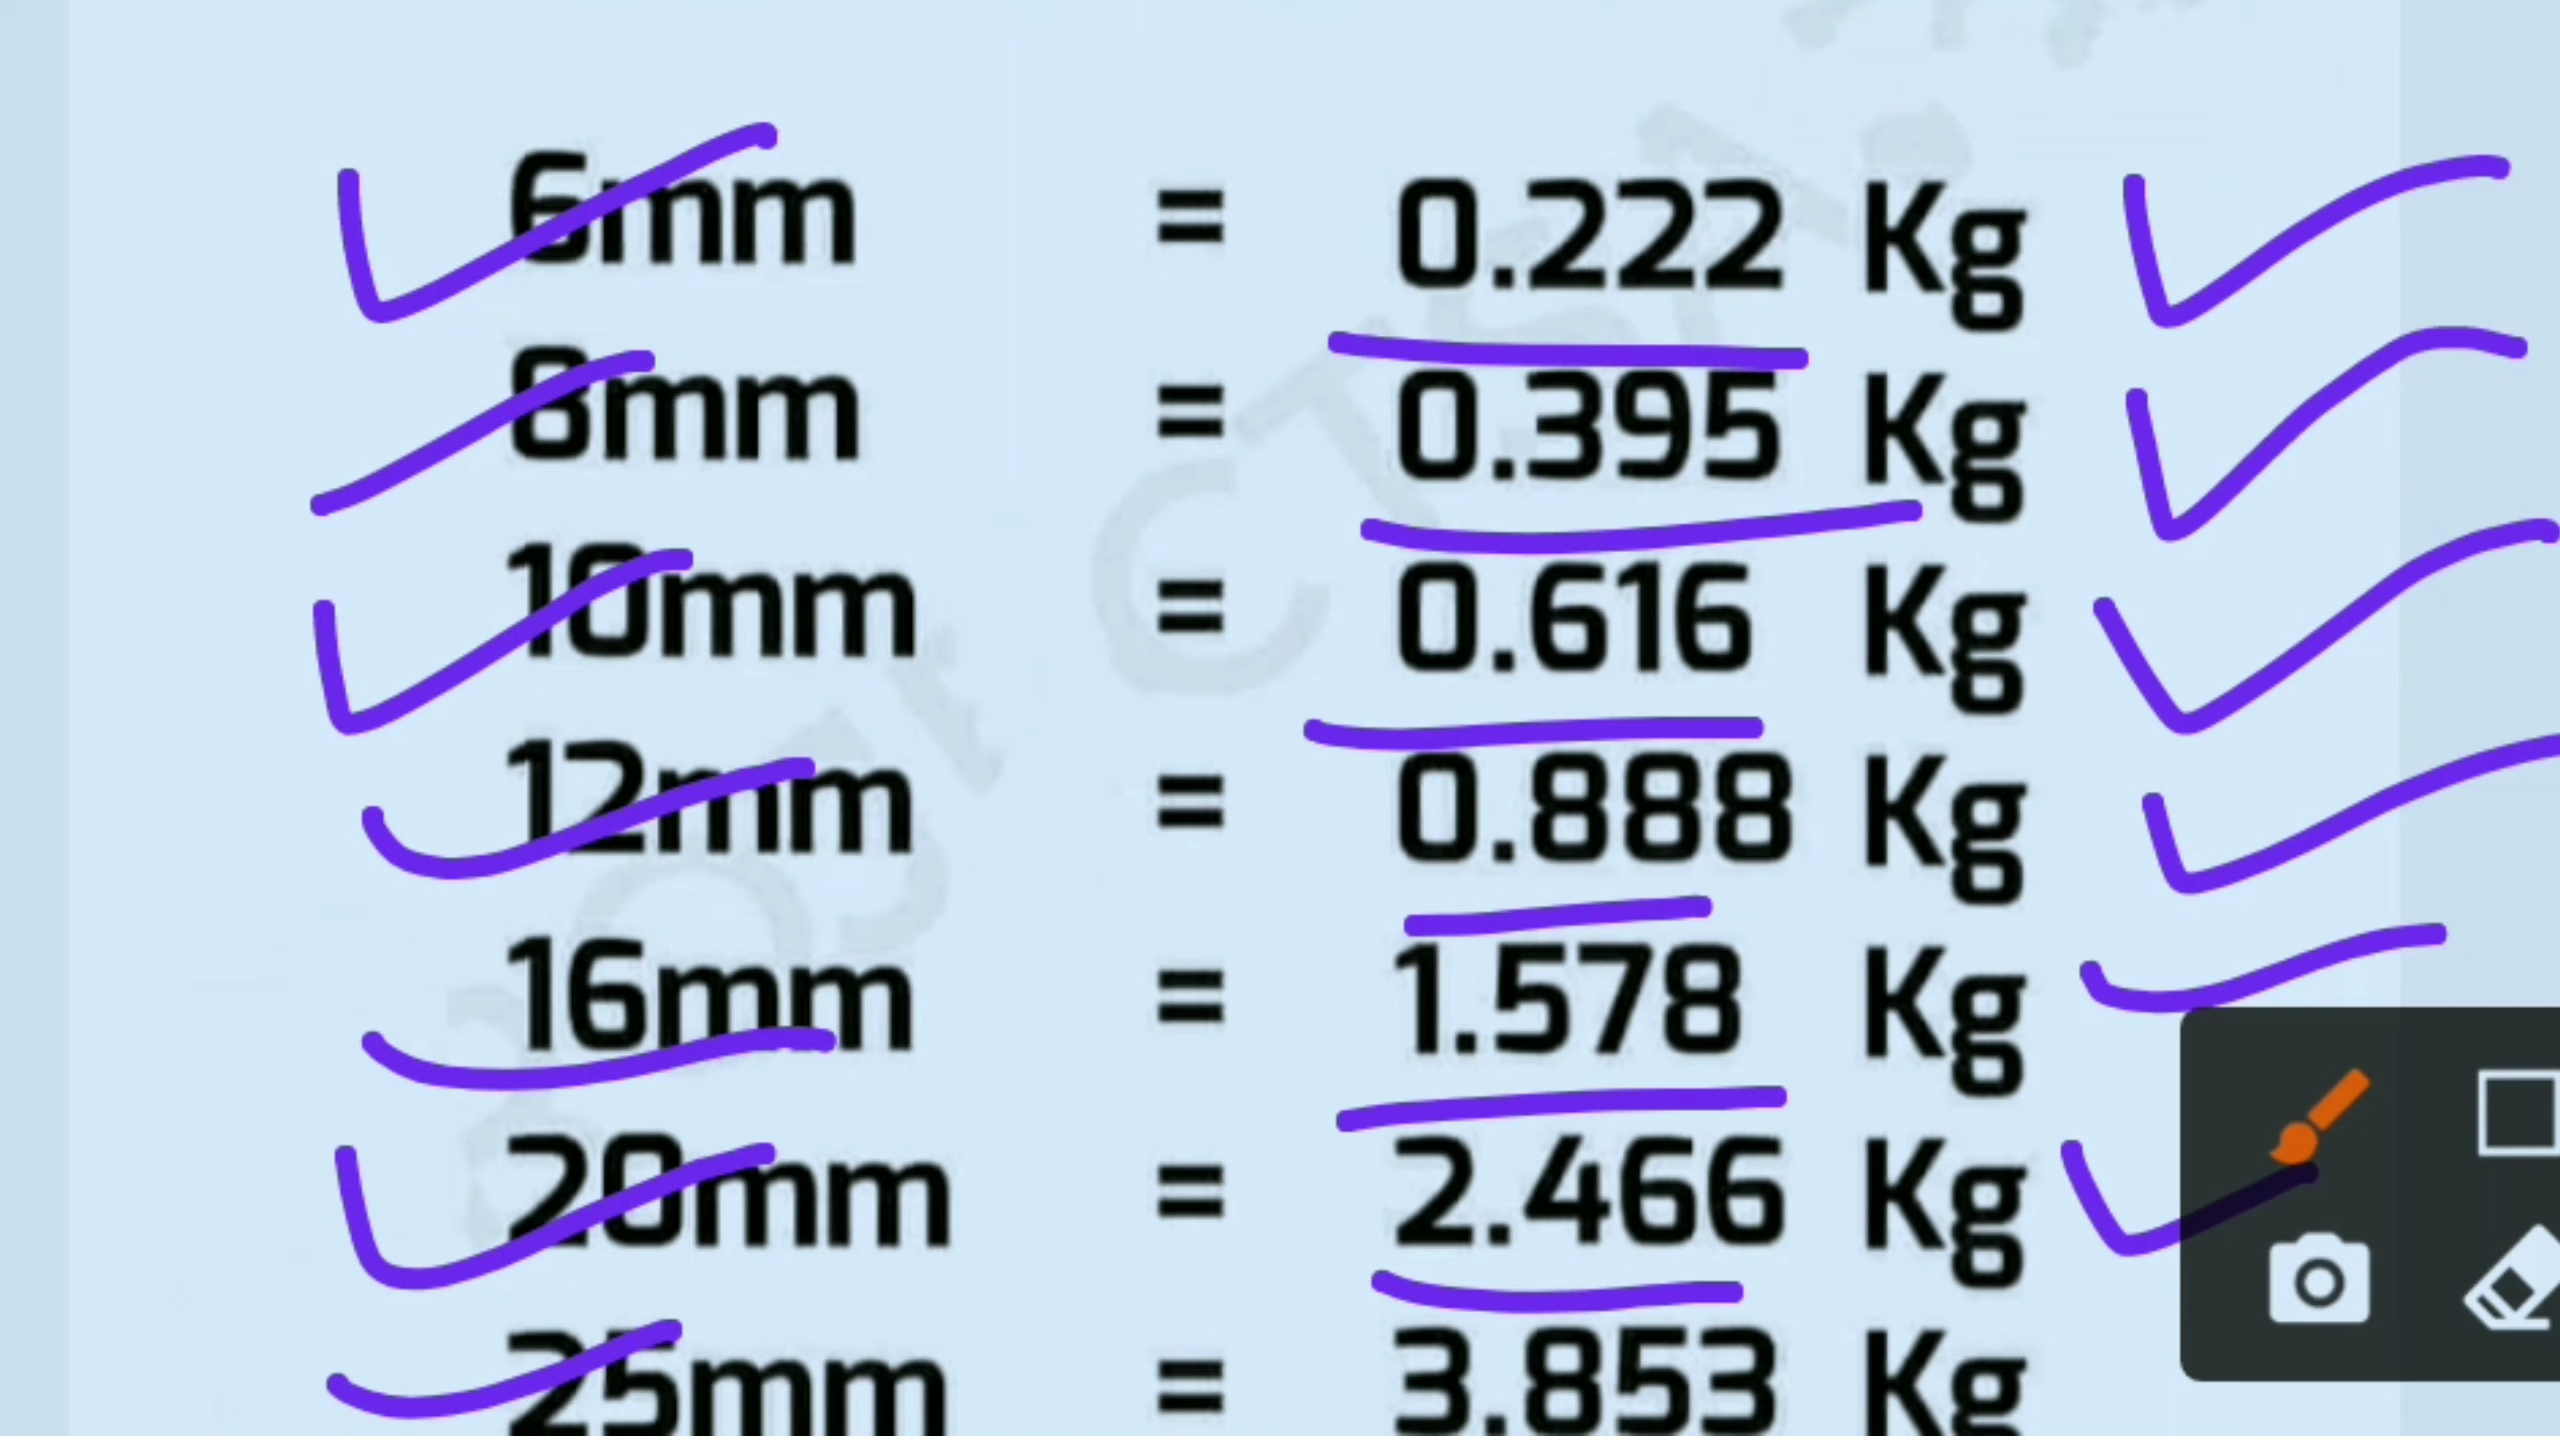 6mm = 0.222 Kg
8mm = 0.395 Kg
10mm = 0.616 Kg
12mm = 0.888 Kg
16mm = 1.578 Kg
20mm = 2.466 Kg
25mm = 3.853 Kg